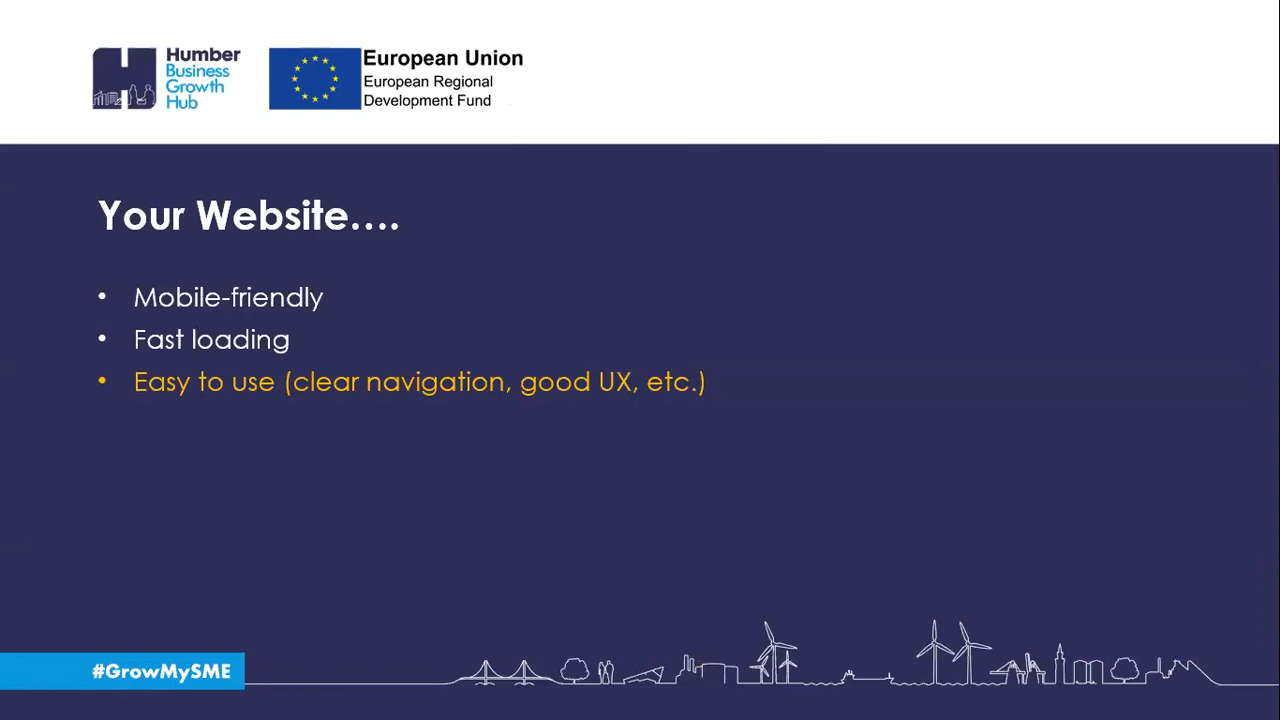 Humber
Business
Growth
Hub
European Union
European Regional
Development Fund
Your Website....
• Mobile-friendly
• Fast loading
• Easy to use (clear navigation, good UX, etc.)
#GrowMySME